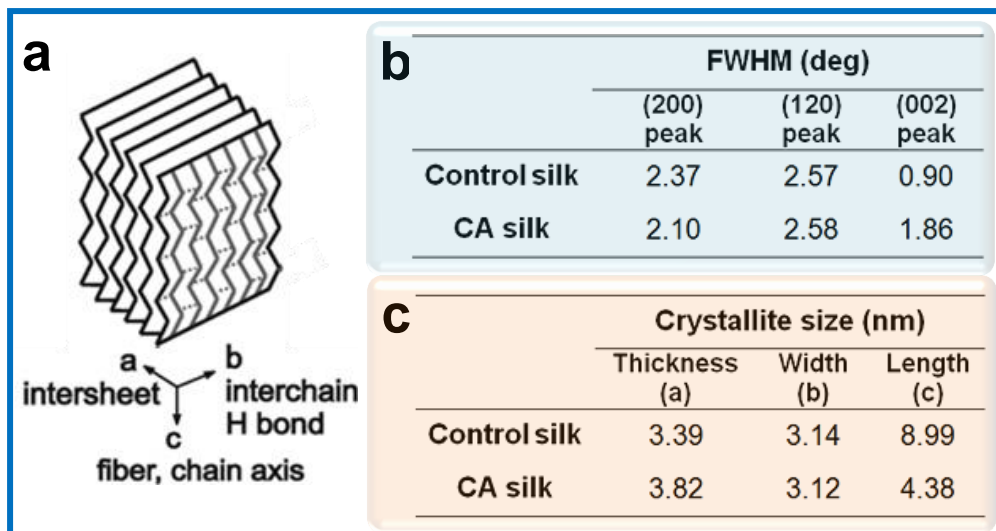 a
a
intersheet
b
interchain
H bond
c
fiber, chain axis
b
FWHM (deg)
(200) peak (120) peak (002) peak
Control silk 2.37 2.57 0.90
CA silk 2.10 2.58 1.86
c
Crystallite size (nm)
Thickness (a) Width (b) Length (c)
Control silk 3.39 3.14 8.99
CA silk 3.82 3.12 4.38